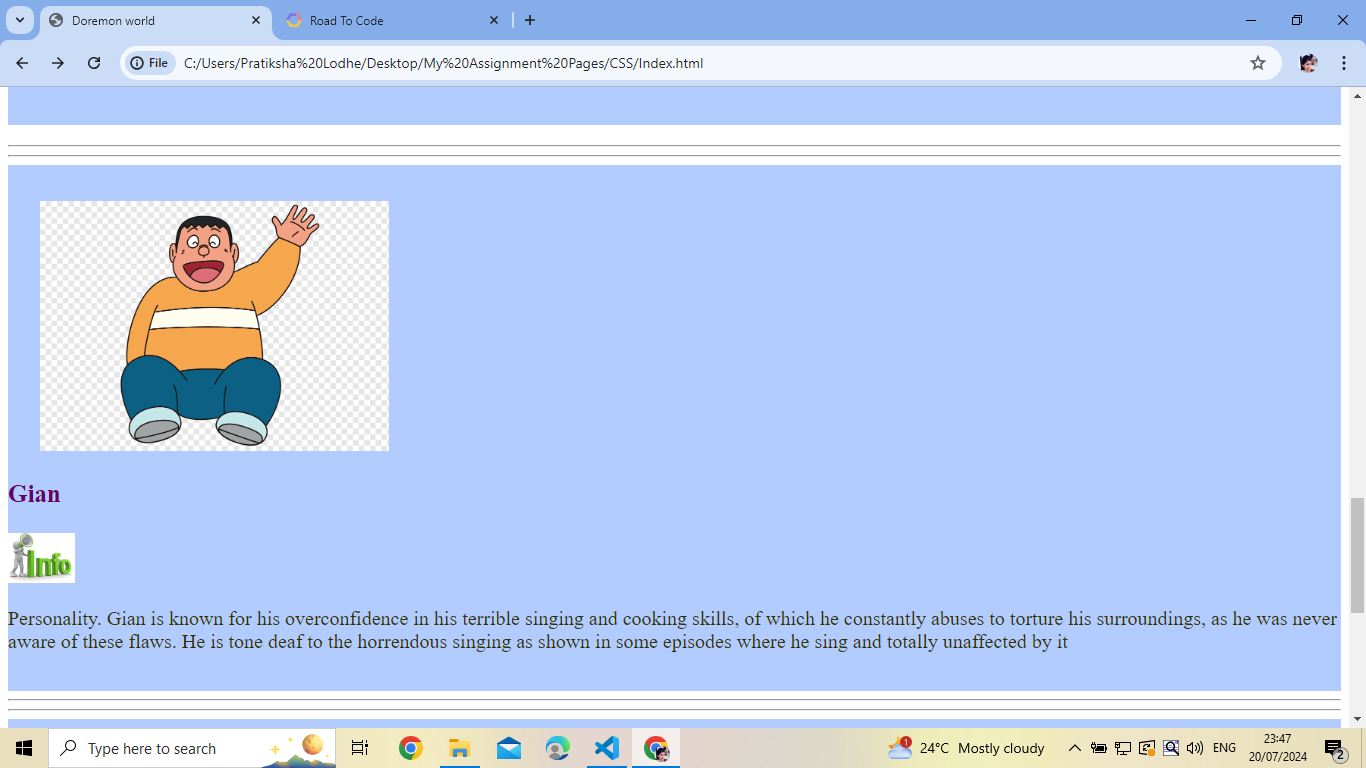 Doremon world
Road To Code
File
C:/Users/Pratiksha%20Lodhe/Desktop/My%20Assignment%20Pages/CSS/Index.html
Gian
Info
Personality. Gian is known for his overconfidence in his terrible singing and cooking skills, of which he constantly abuses to torture his surroundings, as he was never
aware of these flaws. He is tone deaf to the horrendous singing as shown in some episodes where he sing and totally unaffected by it
Type here to search
1
24°C Mostly cloudy
ENG
23:47
20/07/2024
2